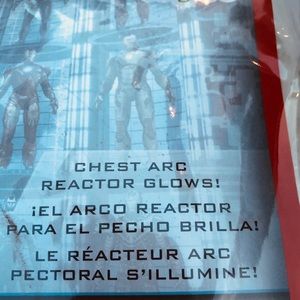 CHEST ARC
REACTOR GLOWS!
¡EL ARCO REACTOR
PARA EL PECHO BRILLA!
LE RÉACTEUR ARC
PECTORAL S'ILLUMINE!